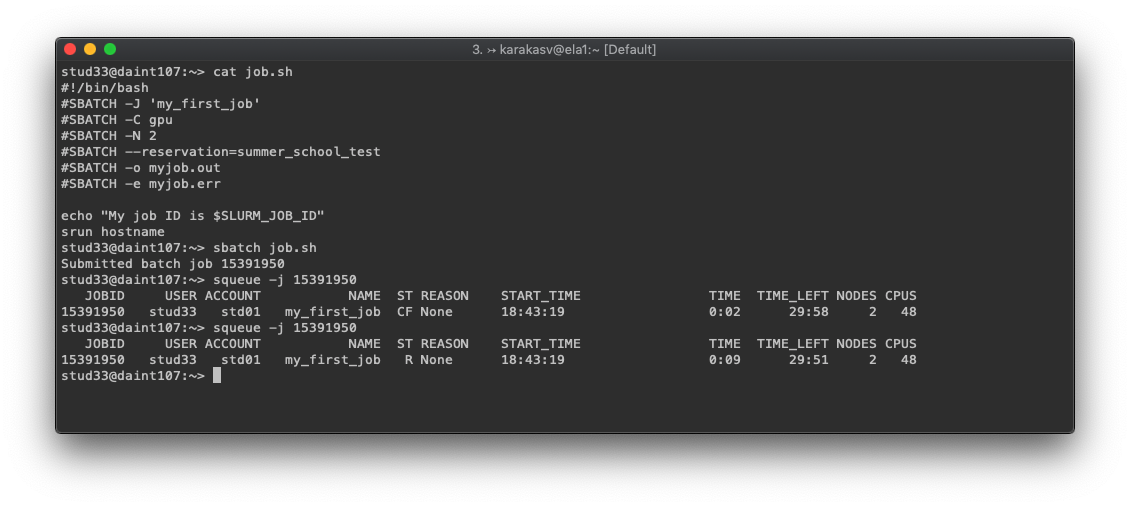 3. ↣ karakasv@ela1:~ [Default]
stud33@daint107:~> cat job.sh
#!/bin/bash
#SBATCH -J 'my_first_job'
#SBATCH -C gpu
#SBATCH -N 2
#SBATCH --reservation=summer_school_test
#SBATCH -o myjob.out
#SBATCH -e myjob.err
echo "My job ID is $SLURM_JOB_ID"
srun hostname
stud33@daint107:~> sbatch job.sh
Submitted batch job 15391950
stud33@daint107:~> squeue -j 15391950
   JOBID     USER ACCOUNT           NAME  ST REASON    START_TIME                TIME  TIME_LEFT NODES CPUS
15391950   stud33   std01   my_first_job  CF None      18:43:19                  0:02      29:58     2   48
stud33@daint107:~> squeue -j 15391950
   JOBID     USER ACCOUNT           NAME  ST REASON    START_TIME                TIME  TIME_LEFT NODES CPUS
15391950   stud33   std01   my_first_job   R None      18:43:19                  0:09      29:51     2   48
stud33@daint107:~>